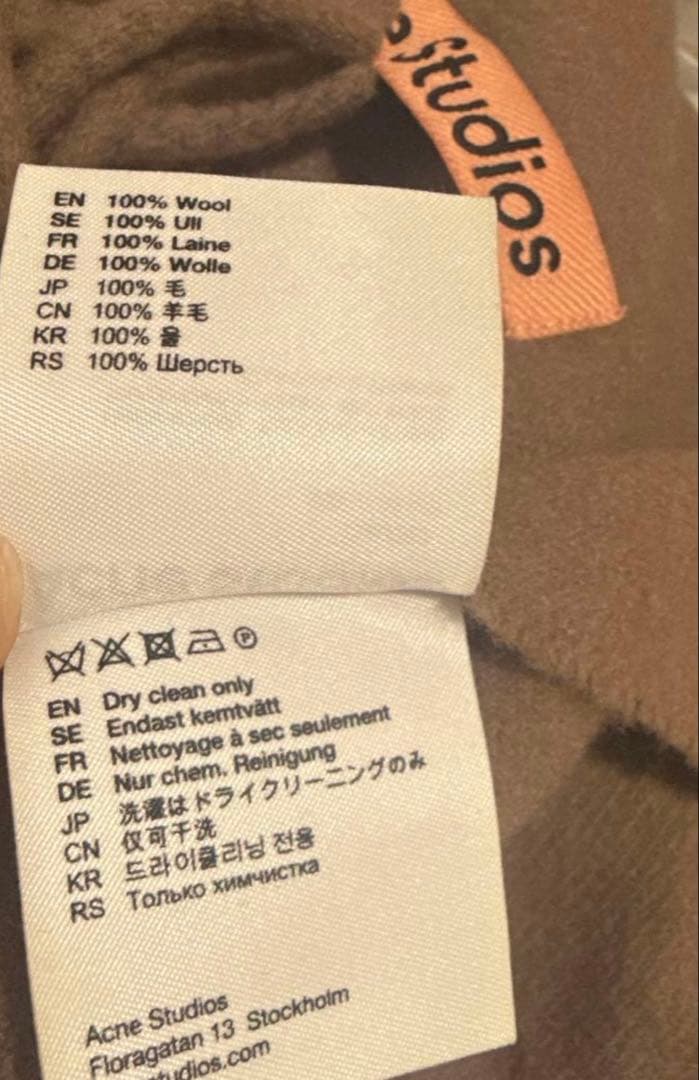 Studios
EN 100% Wool
SE 100% Ull
FR 100% Laine
DE 100% Wolle
JP 100% 毛
CN 100% 羊毛
KR 100% 울
RS 100% Шерсть
P
EN Dry clean only
SE Endast kemtvätt
FR Nettoyage à sec seulement
DE Nur chem. Reinigung
JP 洗濯はドライクリーニングのみ
CN 仅可干洗
KR 드라이클리닝 전용
RS Только химчистка
Acne Studios
Floragatan 13 Stockholm
studios.com